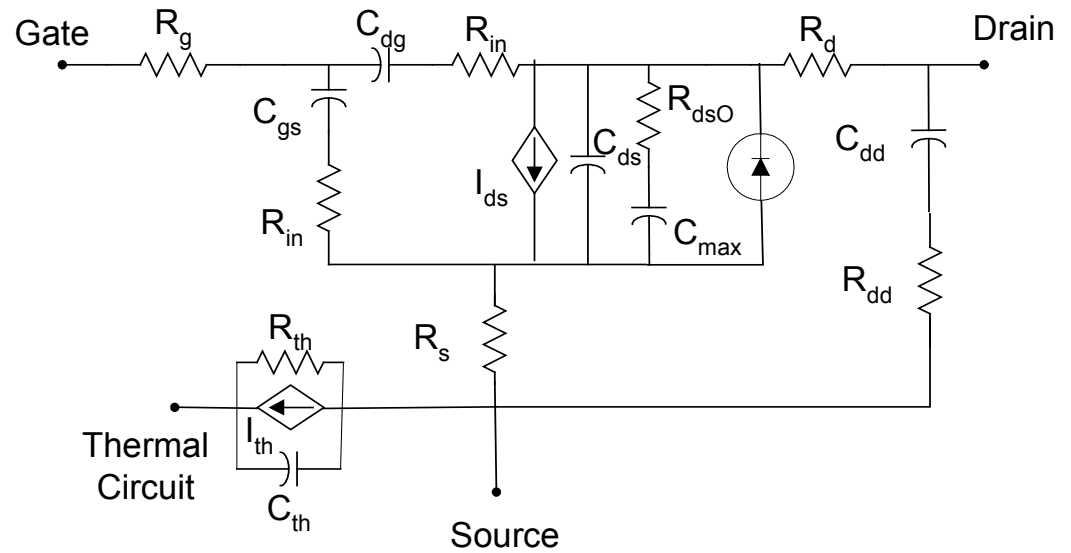 Gate
R_g
C_dg
R_in
R_d
Drain
C_gs
R_in
I_ds
C_ds
R_dsO
C_max
C_dd
R_dd
R_s
R_th
I_th
C_th
Thermal
Circuit
Source